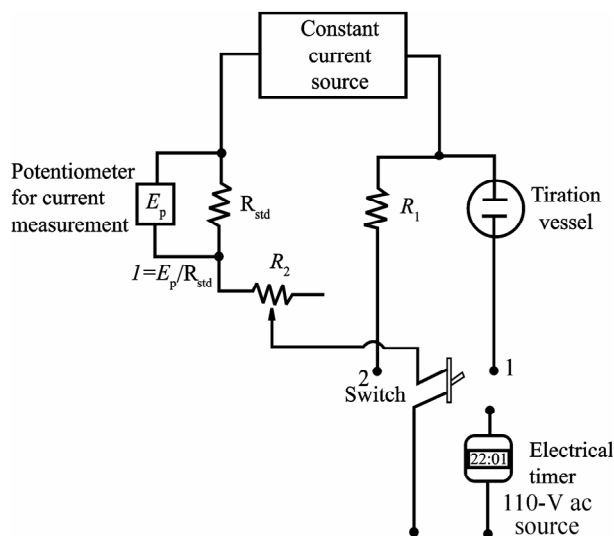 Constant
current
source
Potentiometer
for current
measurement
E_p
R_std
R_1
Tiration
vessel
I=E_p/R_std
R_2
2
Switch
1
22:01
Electrical
timer
110-V ac
source